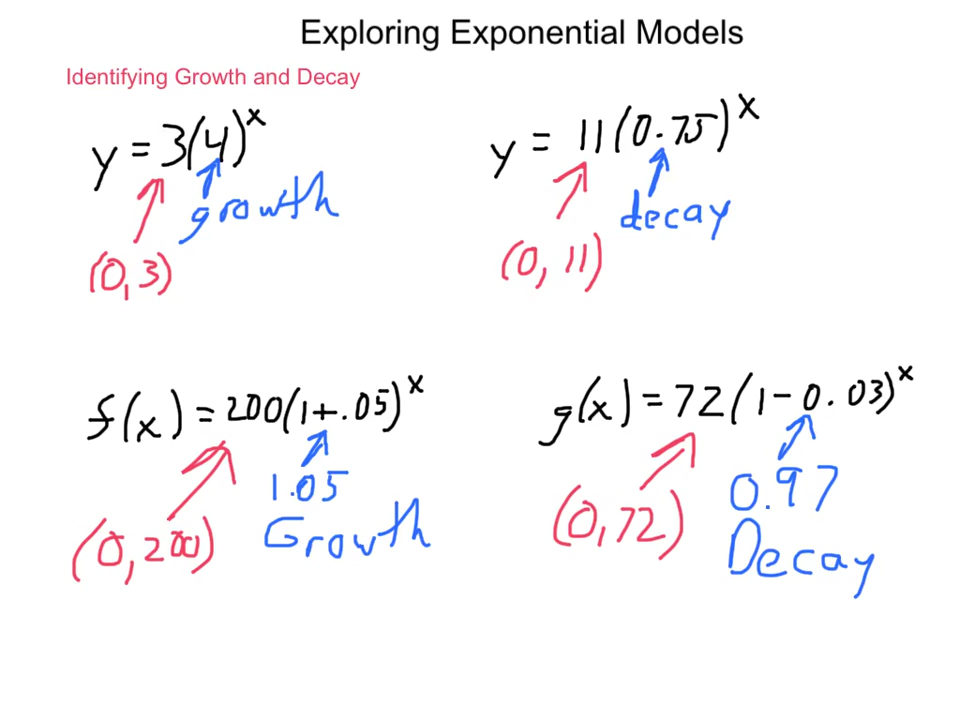 Exploring Exponential Models
Identifying Growth and Decay
y = 3(4)^x
growth
(0,3)
y = 11(0.75)^x
decay
(0, 11)
f(x) = 200(1+.05)^x
1.05
Growth
(0,200)
g(x) = 72(1-0.03)^x
0.97
Decay
(0,72)